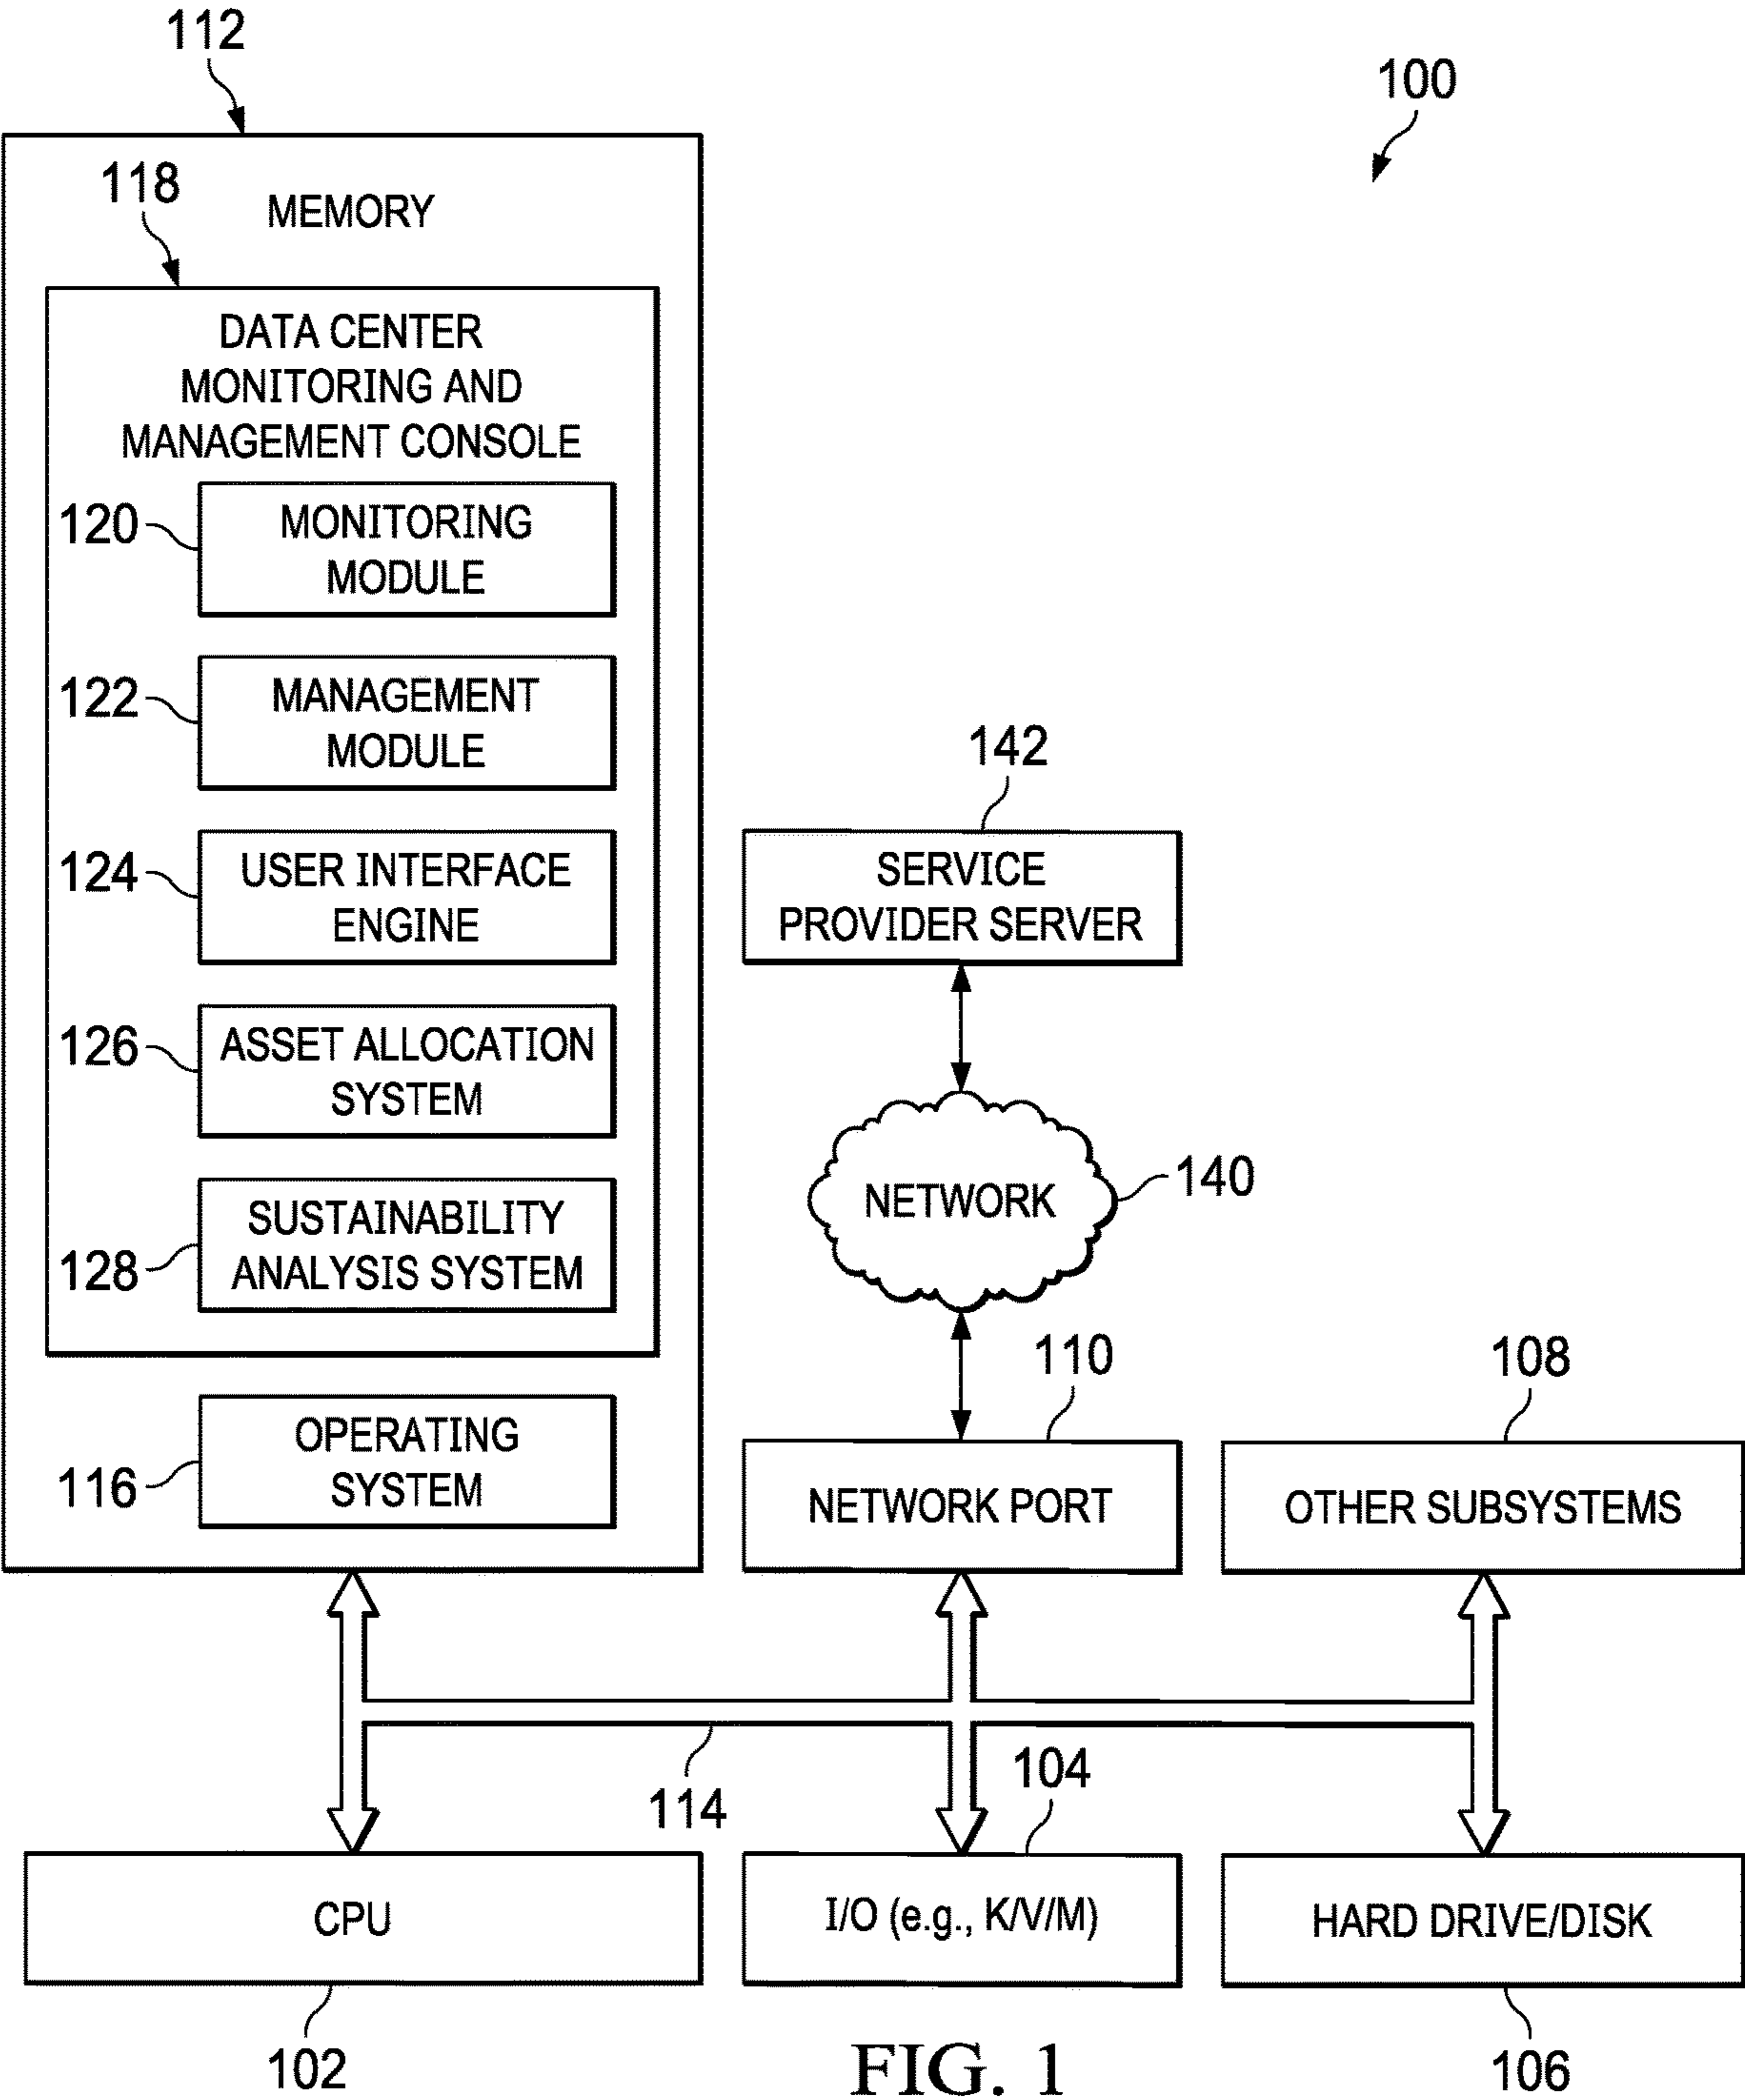 112
100
118
MEMORY
DATA CENTER
MONITORING AND
MANAGEMENT CONSOLE
120
MONITORING
MODULE
122
MANAGEMENT
MODULE
124
USER INTERFACE
ENGINE
126
ASSET ALLOCATION
SYSTEM
128
SUSTAINABILITY
ANALYSIS SYSTEM
116
OPERATING
SYSTEM
142
SERVICE
PROVIDER SERVER
NETWORK
140
110
NETWORK PORT
108
OTHER SUBSYSTEMS
114
104
CPU
I/O (e.g., K/V/M)
HARD DRIVE/DISK
102
106
FIG. 1